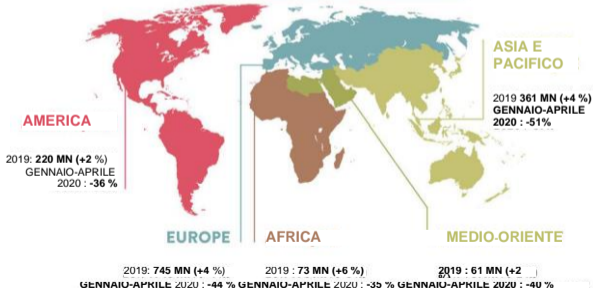 ASIA E
PACIFICO
2019 361 MN (+4 %)
GENNAIO-APRILE
2020 : -51%
AMERICA
2019: 220 MN (+2 %)
GENNAIO-APRILE
2020 : -36 %
EUROPE
AFRICA
MEDIO-ORIENTE
2019: 745 MN (+4 %)
GENNAIO-APRILE 2020 : -44 %
2019 : 73 MN (+6 %)
GENNAIO-APRILE 2020 : -35 %
2019 : 61 MN (+2
GENNAIO-APRILE 2020 : -40 %